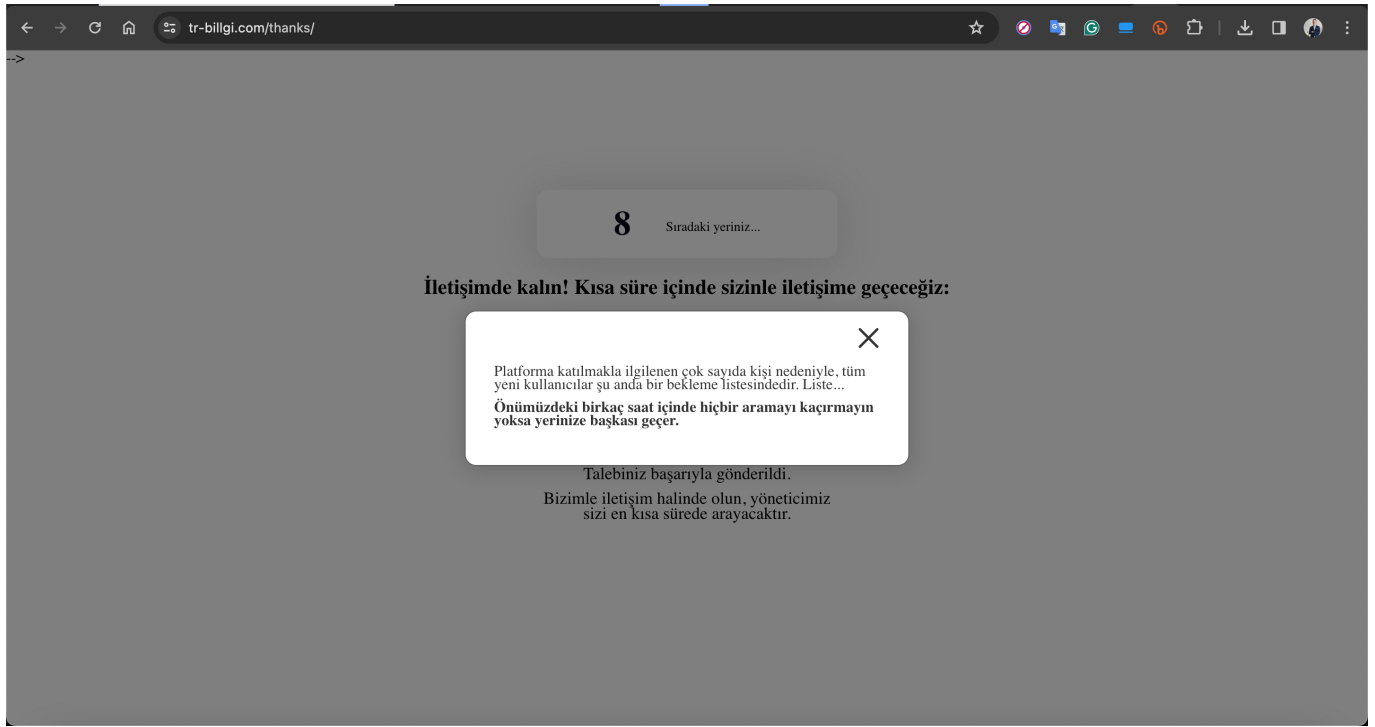 tr-billgi.com/thanks/
-->
8
Sıradaki yeriniz...
İletişimde kalın! Kısa süre içinde sizinle iletişime geçeceğiz:
Platforma katılmakla ilgilenen çok sayıda kişi nedeniyle, tüm
yeni kullanıcılar şu anda bir bekleme listesindedir. Liste...
Önümüzdeki birkaç saat içinde hiçbir aramayı kaçırmayın
yoksa yerinize başkası geçer.
Talebiniz başarıyla gönderildi.
Bizimle iletişim halinde olun, yöneticimiz
sizi en kısa sürede arayacaktır.